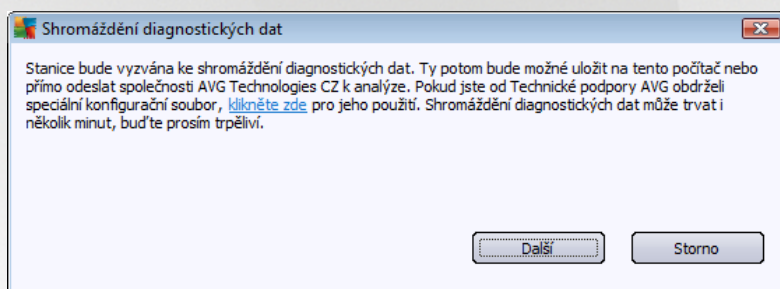 Shromáždění diagnostických dat
Stanice bude vyzvána ke shromáždění diagnostických dat. Ty potom bude možné uložit na tento počítač nebo
přímo odeslat společnosti AVG Technologies CZ k analýze. Pokud jste od Technické podpory AVG obdrželi
speciální konfigurační soubor, klikněte zde pro jeho použití. Shromáždění diagnostických dat může trvat i
několik minut, buďte prosím trpěliví.
Další
Storno